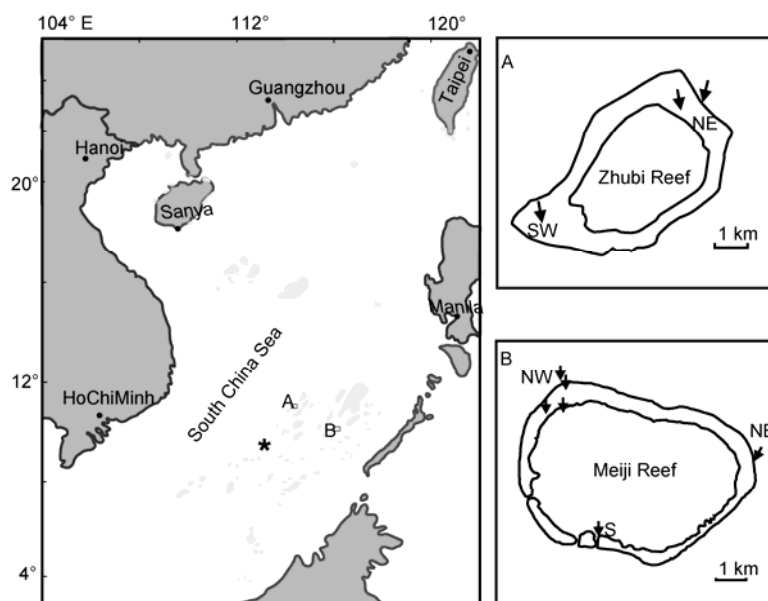 104° E
112°
120°
Guangzhou
Taipei
Hanoi
20°
Sanya
Manila
12°
HoChiMinh
South China Sea
A
B
*
4°
A
NE
Zhubi Reef
SW
1 km
B
NW
NE
Meiji Reef
S
1 km